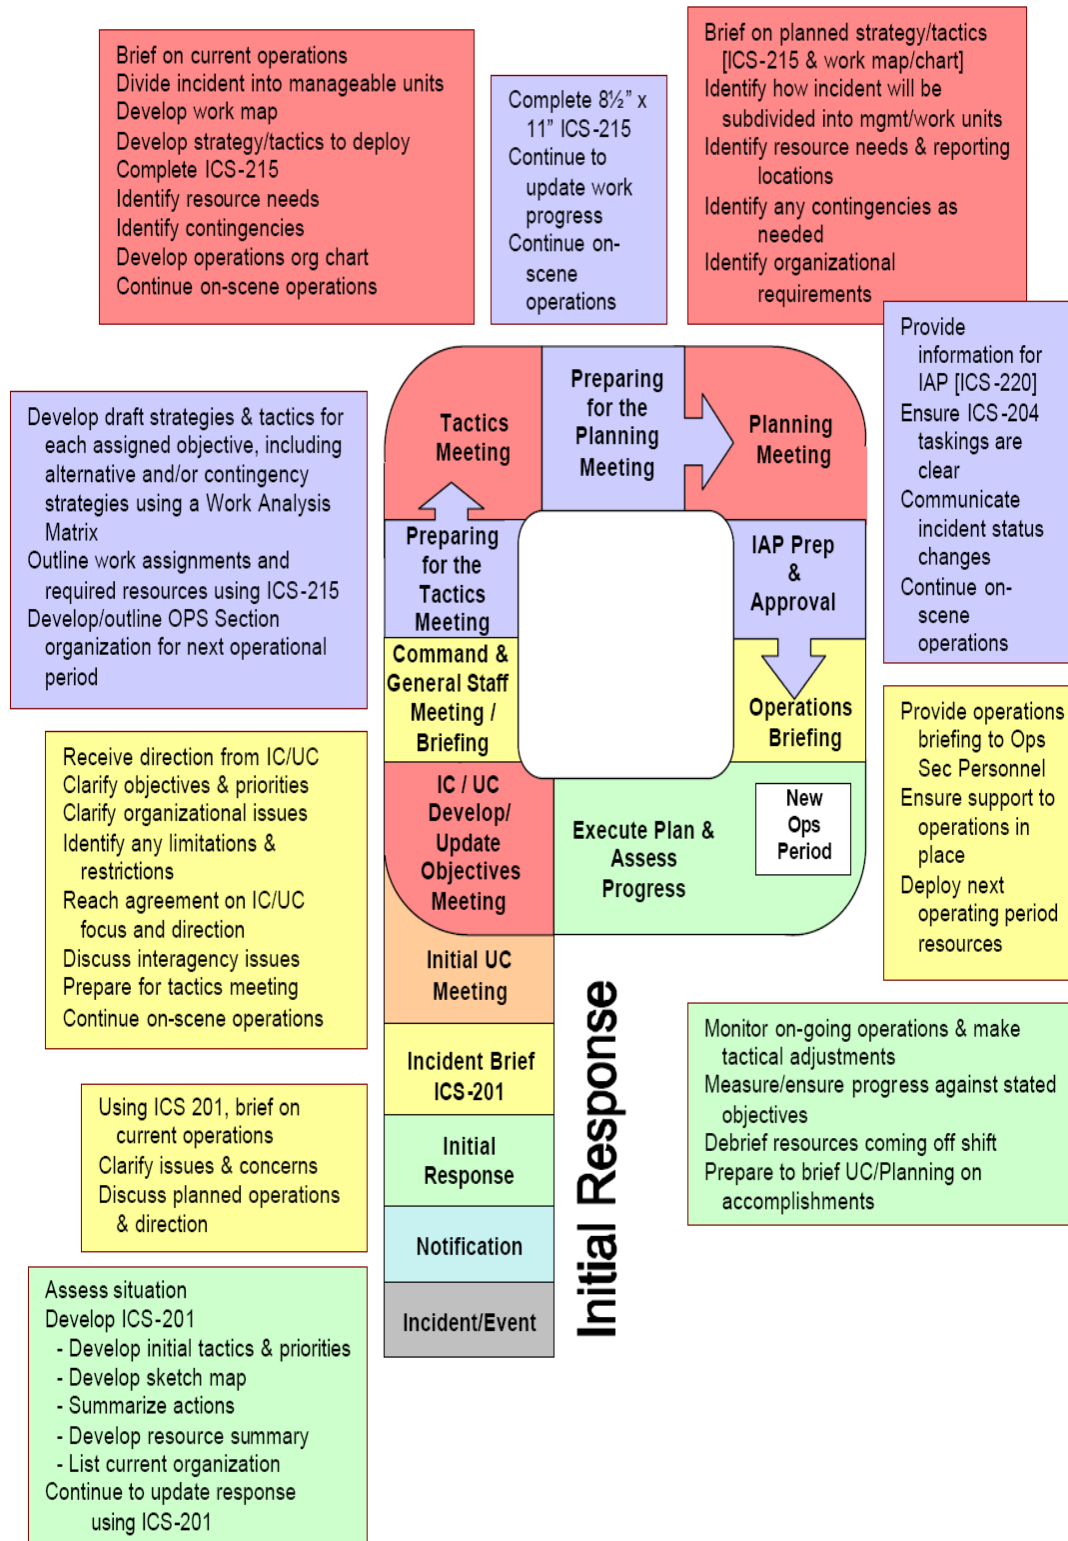 Brief on current operations
Divide incident into manageable units
Develop work map
Develop strategy/tactics to deploy
Complete ICS-215
Identify resource needs
Identify contingencies
Develop operations org chart
Continue on-scene operations
Complete 8½” x
11” ICS-215
Continue to
update work
progress
Continue on-
scene
operations
Brief on planned strategy/tactics
[ICS-215 & work map/chart]
Identify how incident will be
subdivided into mgmt/work units
Identify resource needs & reporting
locations
Identify any contingencies as
needed
Identify organizational
requirements
Provide
information for
IAP [ICS-220]
Ensure ICS-204
taskings are
clear
Communicate
incident status
changes
Continue on-
scene
operations
Develop draft strategies & tactics for
each assigned objective, including
alternative and/or contingency
strategies using a Work Analysis
Matrix
Outline work assignments and
required resources using ICS-215
Develop/outline OPS Section
organization for next operational
period
Tactics
Meeting
Preparing
for the
Planning
Meeting
Planning
Meeting
Preparing
for the
Tactics
Meeting
IAP Prep
&
Approval
Command &
General Staff
Meeting /
Briefing
Operations
Briefing
IC / UC
Develop/
Update
Objectives
Meeting
Execute Plan &
Assess
Progress
New
Ops
Period
Receive direction from IC/UC
Clarify objectives & priorities
Clarify organizational issues
Identify any limitations &
restrictions
Reach agreement on IC/UC
focus and direction
Discuss interagency issues
Prepare for tactics meeting
Continue on-scene operations
Provide operations
briefing to Ops
Sec Personnel
Ensure support to
operations in
place
Deploy next
operating period
resources
Initial UC
Meeting
Incident Brief
ICS-201
Initial
Response
Notification
Incident/Event
Initial Response
Monitor on-going operations & make
tactical adjustments
Measure/ensure progress against stated
objectives
Debrief resources coming off shift
Prepare to brief UC/Planning on
accomplishments
Using ICS 201, brief on
current operations
Clarify issues & concerns
Discuss planned operations
& direction
Assess situation
Develop ICS-201
- Develop initial tactics & priorities
- Develop sketch map
- Summarize actions
- Develop resource summary
- List current organization
Continue to update response
using ICS-201